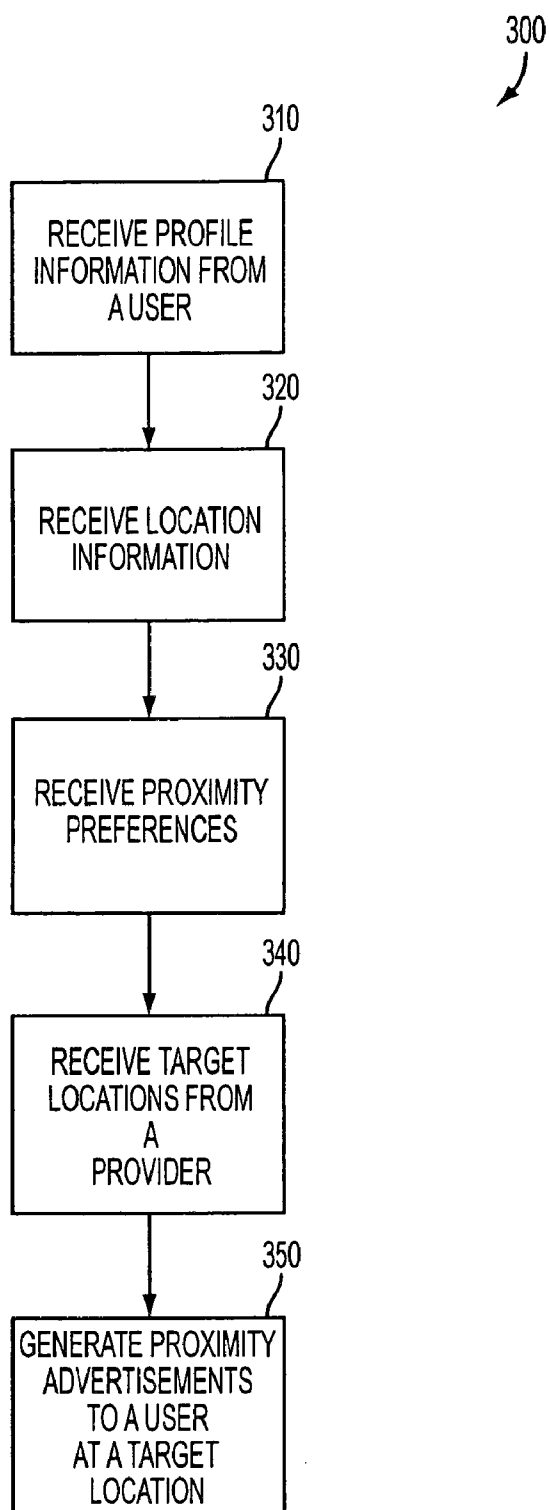 300
310
RECEIVE PROFILE
INFORMATION FROM
A USER
320
RECEIVE LOCATION
INFORMATION
330
RECEIVE PROXIMITY
PREFERENCES
340
RECEIVE TARGET
LOCATIONS FROM
A
PROVIDER
350
GENERATE PROXIMITY
ADVERTISEMENTS
TO A USER
AT A TARGET
LOCATION